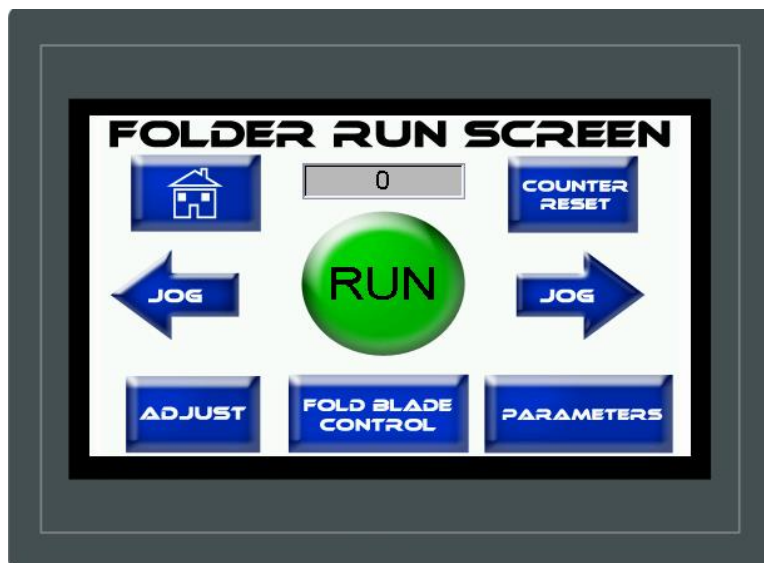 FOLDER RUN SCREEN
0
COUNTER
RESET
JOG
RUN
JOG
ADJUST
FOLD BLADE
CONTROL
PARAMETERS